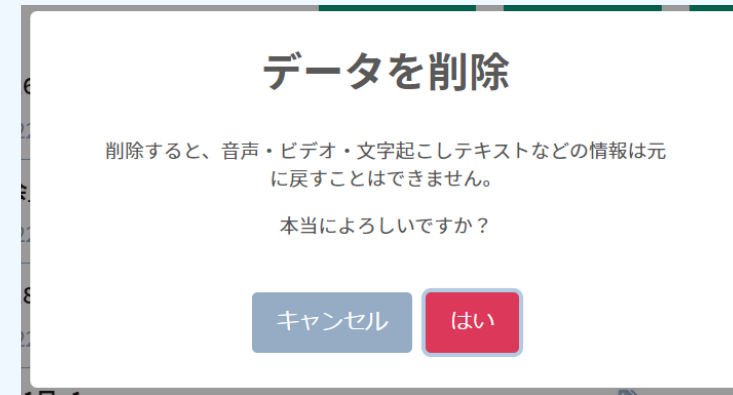 データを削除
削除すると、音声・ビデオ・文字起こしテキストなどの情報は元
に戻すことはできません。
本当によろしいですか？
キャンセル
はい